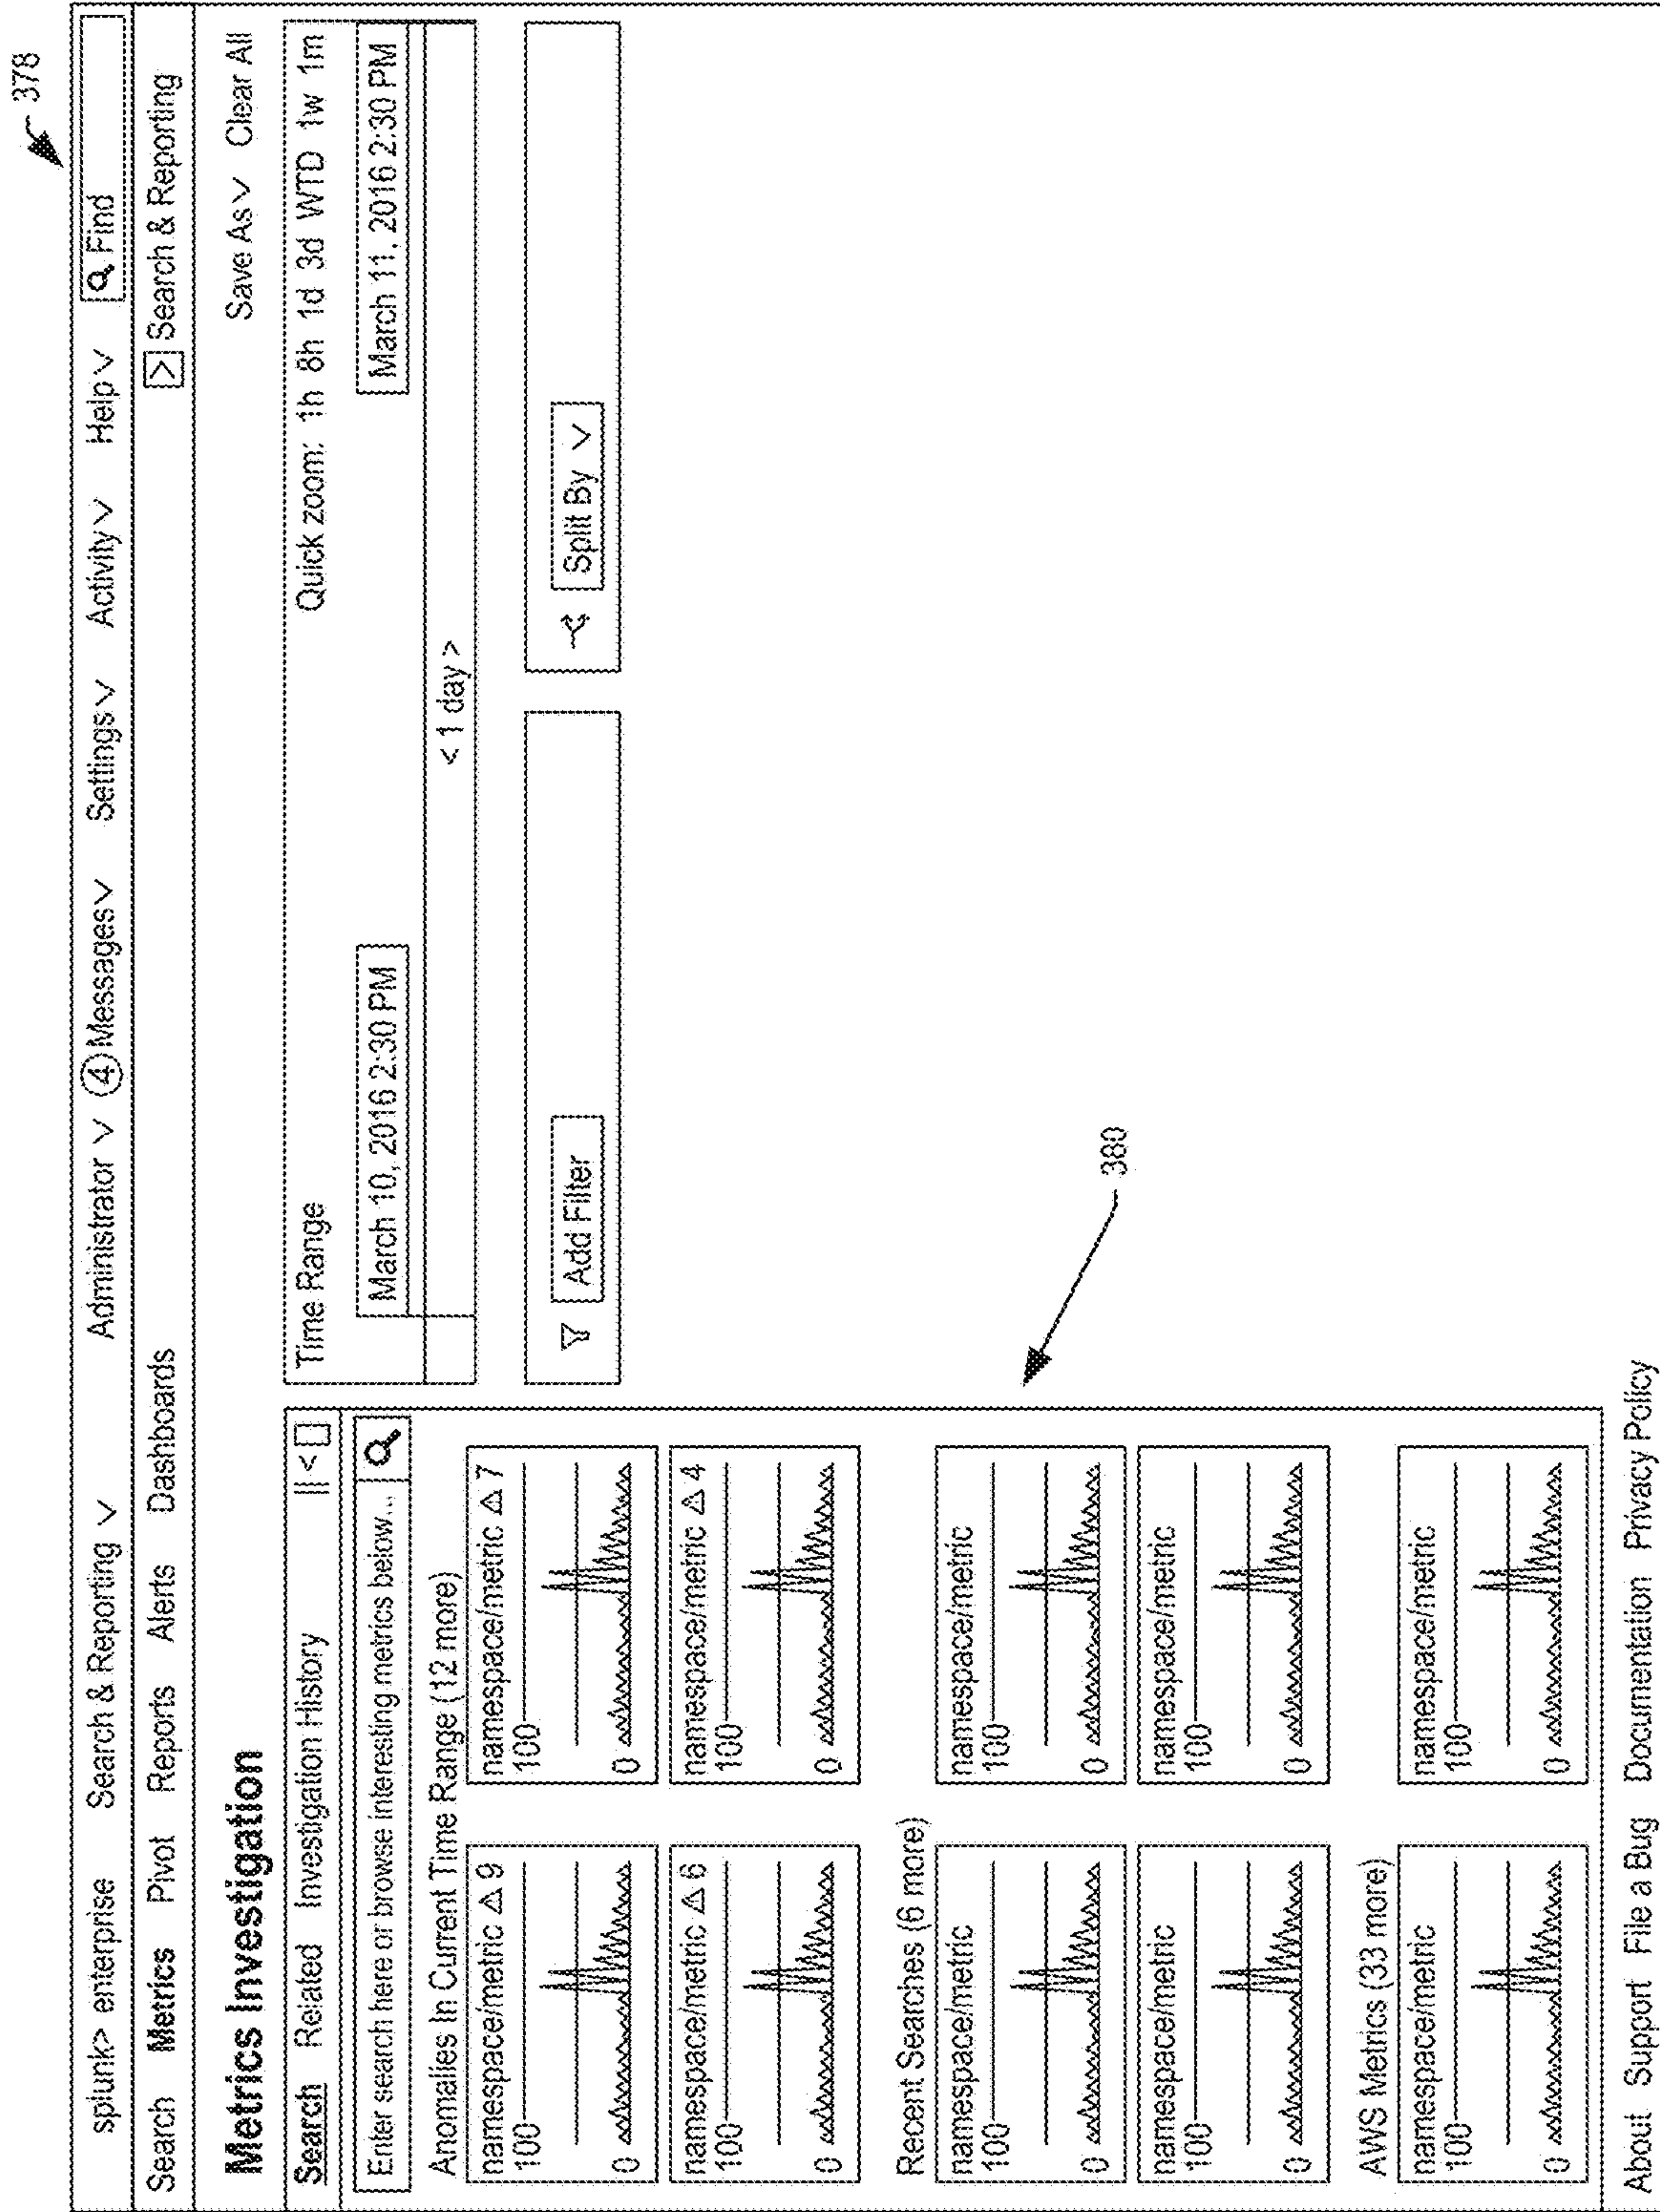 378
splunk> enterprise Search & Reporting ∨ Administrator ∨ 4 Messages ∨ Settings ∨ Activity ∨ Help ∨ Find
Search Metrics Pivot Reports Alerts Dashboards > Search & Reporting
Metrics Investigation Save As ∨ Clear All
Search Related Investigation History Time Range Quick zoom: 1h 8h 1d 3d WTD 1w 1m
Enter search here or browse interesting metrics below... March 10, 2016 2:30 PM March 11, 2016 2:30 PM
Anomalies In Current Time Range (12 more) < 1 day >
namespace/metric △ 9 namespace/metric △ 7
100 100
Add Filter Split By ∨
0 0
namespace/metric △ 6 namespace/metric △ 4
100 100
0 0
Recent Searches (6 more)
namespace/metric namespace/metric
100 100
0 0
380
namespace/metric namespace/metric
100 100
0 0
AWS Metrics (33 more)
namespace/metric namespace/metric
100 100
0 0
About Support File a Bug Documentation Privacy Policy